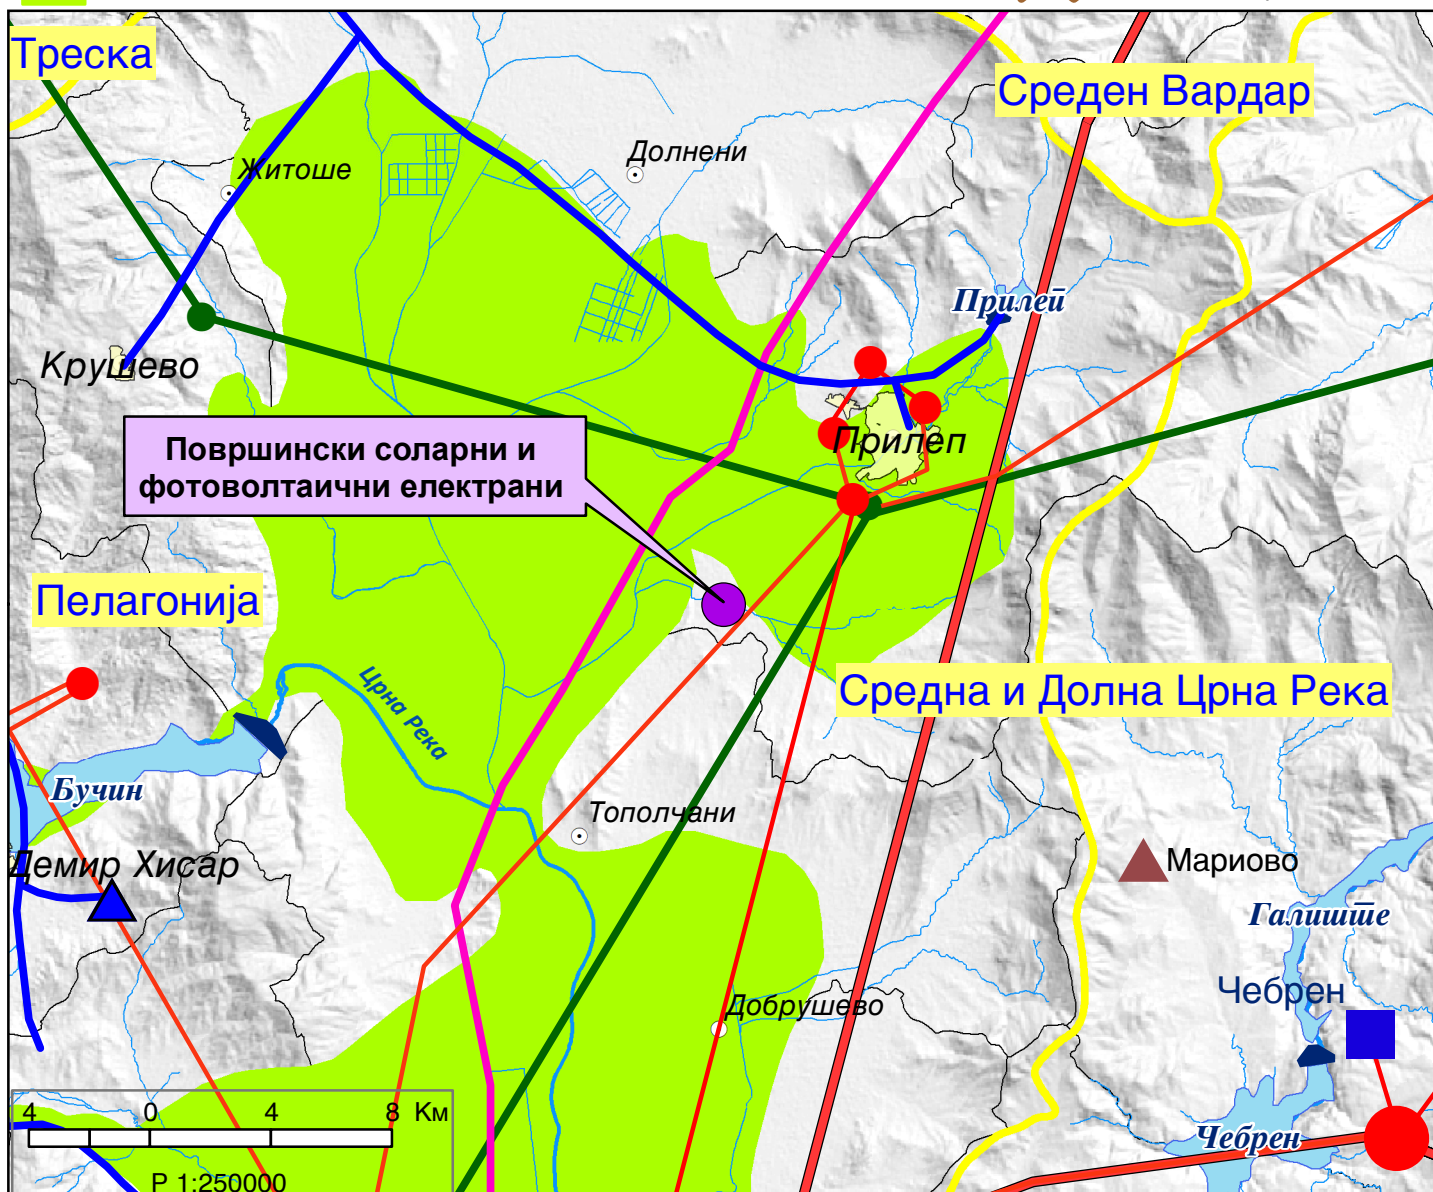 Треска
Среден Вардар
Долнени
Житоше
Прилеп
Крушево
Прилеп
Површински соларни и
фотоволтаични електрани
Пелагонија
Средна и Долна Црна Река
Црна Река
Бучин
Тополчани
Демир Хисар
Мариово
Галиште
Чебрен
Добрушево
4 0 4 8 Км
Чебрен
Р 1:250000